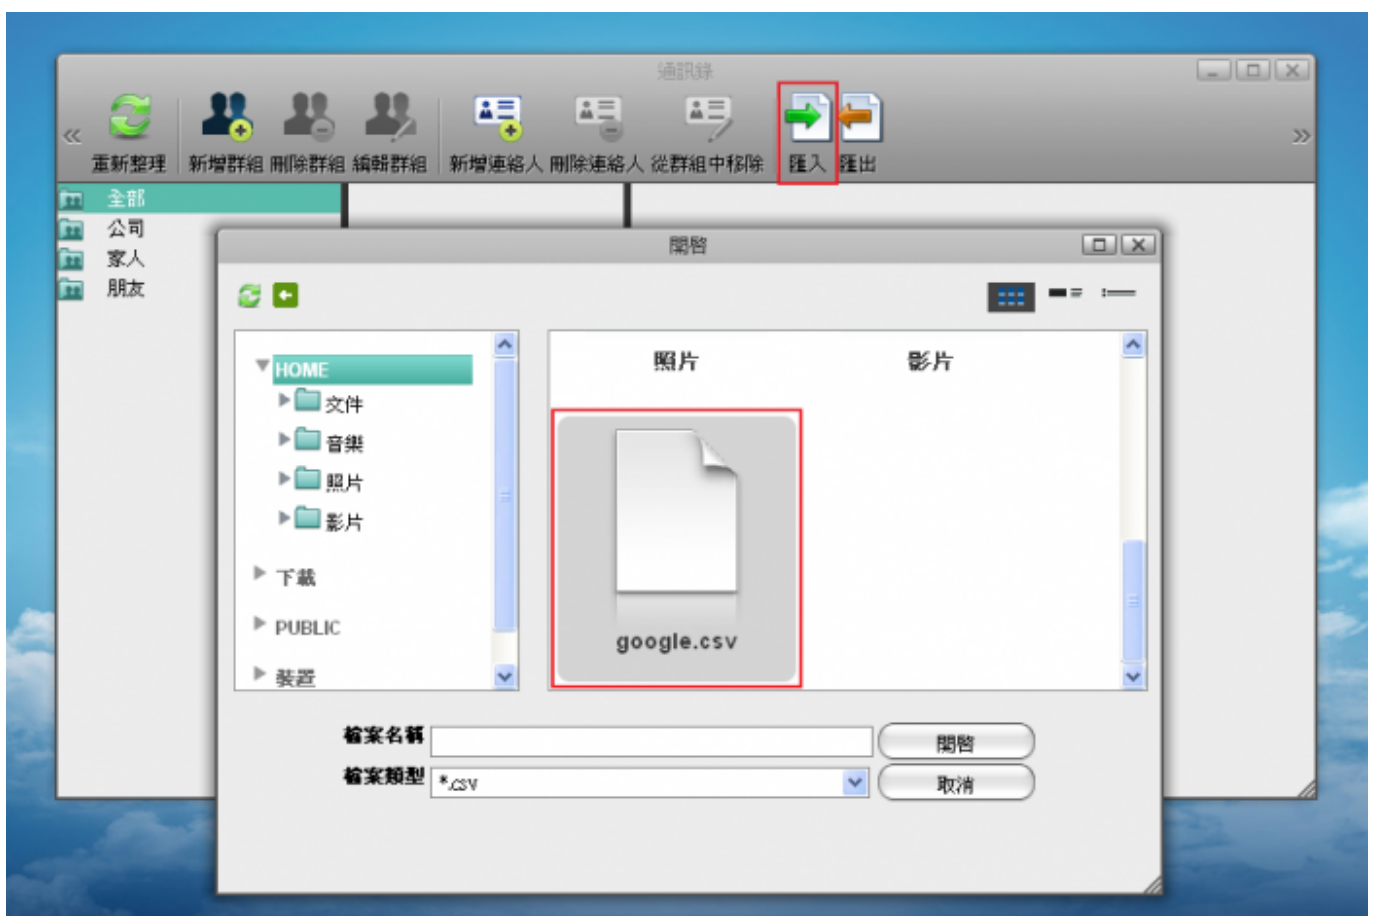 通訊錄
重新整理 新增群組 刪除群組 編輯群組 新增連絡人 刪除連絡人 從群組中移除 匯入 匯出
全部
公司
家人
朋友
開啓
HOME
文件
音樂
照片
影片
下載
PUBLIC
裝置
照片 影片
google.csv
檔案名稱
開啓
檔案類型 *.csv
取消